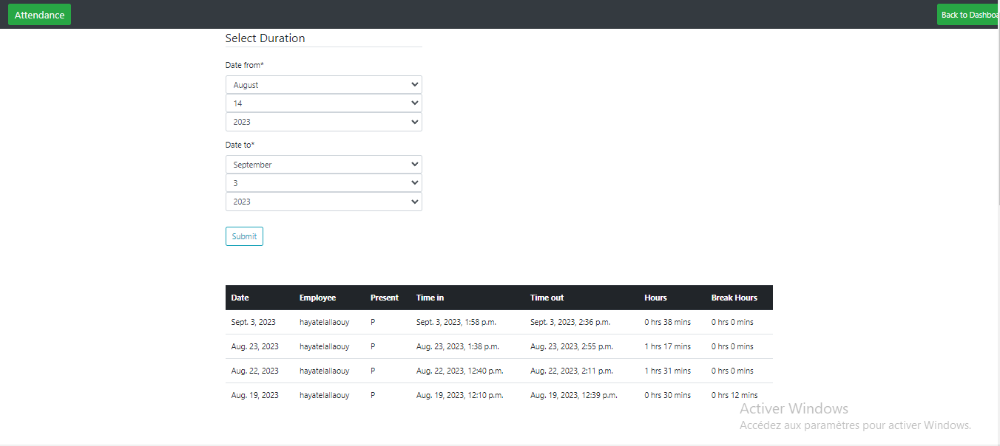 Attendance
Back to Dashboa
Select Duration
Date from*
August
14
2023
Date to*
September
3
2023
Submit
Date Employee Present Time in Time out Hours Break Hours
Sept. 3, 2023 hayatelallaouy P Sept. 3, 2023, 1:58 p.m. Sept. 3, 2023, 2:36 p.m. 0 hrs 38 mins 0 hrs 0 mins
Aug. 23, 2023 hayatelallaouy P Aug. 23, 2023, 1:38 p.m. Aug. 23, 2023, 2:55 p.m. 1 hrs 17 mins 0 hrs 0 mins
Aug. 22, 2023 hayatelallaouy P Aug. 22, 2023, 12:40 p.m. Aug. 22, 2023, 2:11 p.m. 1 hrs 31 mins 0 hrs 0 mins
Aug. 19, 2023 hayatelallaouy P Aug. 19, 2023, 12:10 p.m. Aug. 19, 2023, 12:39 p.m. 0 hrs 30 mins 0 hrs 12 mins
Activer Windows
Accédez aux paramètres pour activer Windows.